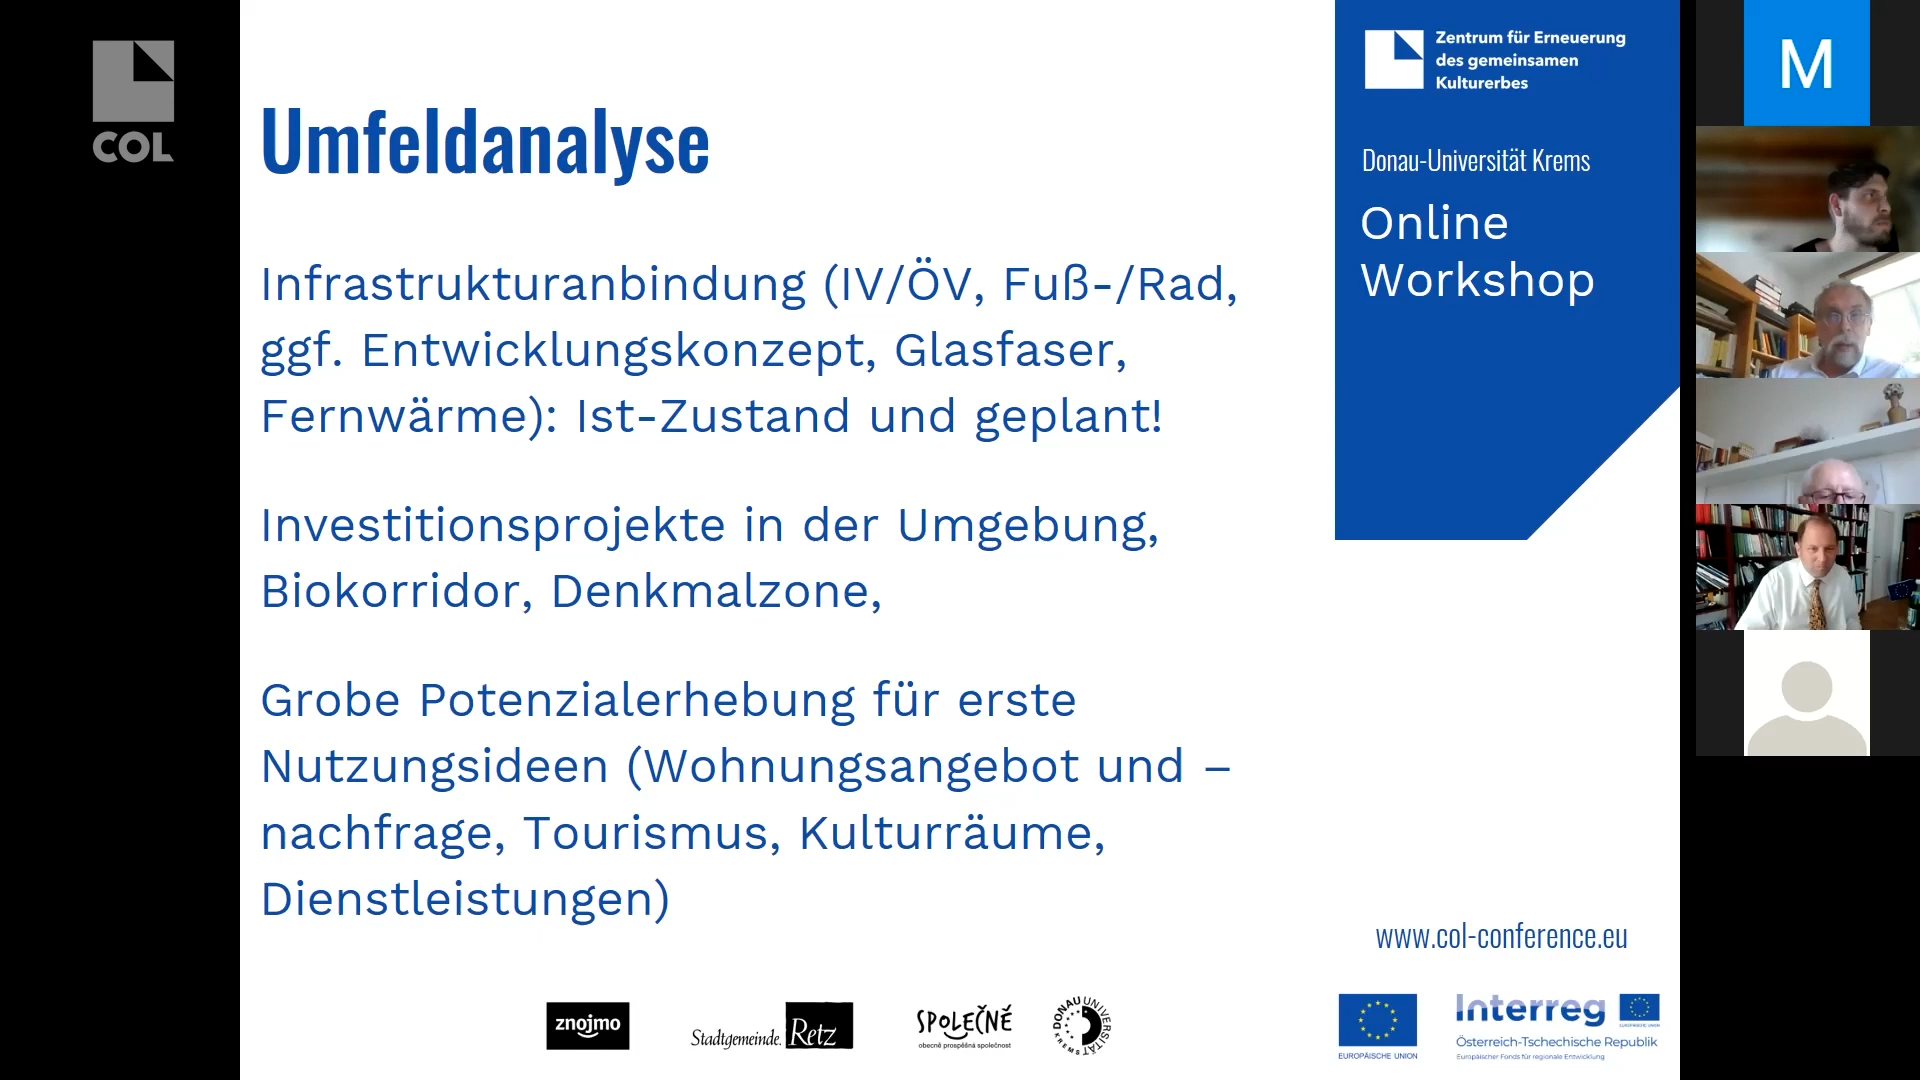 COL
Umfeldanalyse
Infrastrukturanbindung (IV/ÖV, Fuß-/Rad,
ggf. Entwicklungskonzept, Glasfaser,
Fernwärme): Ist-Zustand und geplant!
Investitionsprojekte in der Umgebung,
Biokorridor, Denkmalzone,
Grobe Potenzialerhebung für erste
Nutzungsideen (Wohnungsangebot und –
nachfrage, Tourismus, Kulturräume,
Dienstleistungen)
Zentrum für Erneuerung
des gemeinsamen
Kulturerbes
Donau-Universität Krems
Online
Workshop
www.col-conference.eu
znojmo
Stadtgemeinde Retz
SPOLEČNĚ
obecně prospěšná společnost
DONAU UNIVERSITÄT KREMS
EUROPÄISCHE UNION
Interreg
EUROPÄISCHE UNION
Österreich-Tschechische Republik
Europäischer Fonds für regionale Entwicklung
M